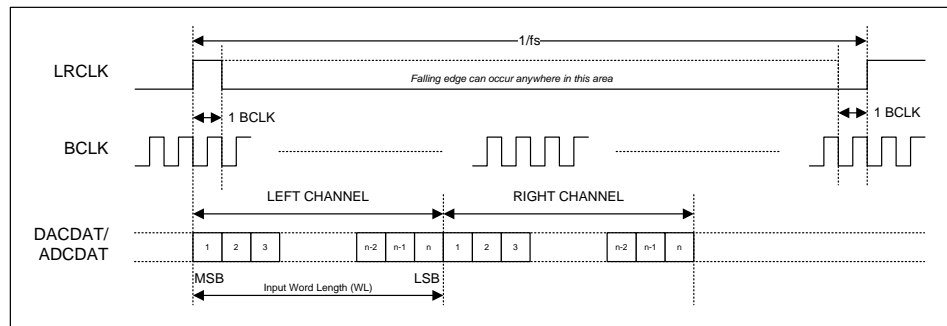 1/fs
LRCLK
Falling edge can occur anywhere in this area
1 BCLK
1 BCLK
BCLK
LEFT CHANNEL
RIGHT CHANNEL
DACDAT/
ADCDAT
1 2 3 n-2 n-1 n 1 2 3 n-2 n-1 n
MSB
LSB
Input Word Length (WL)